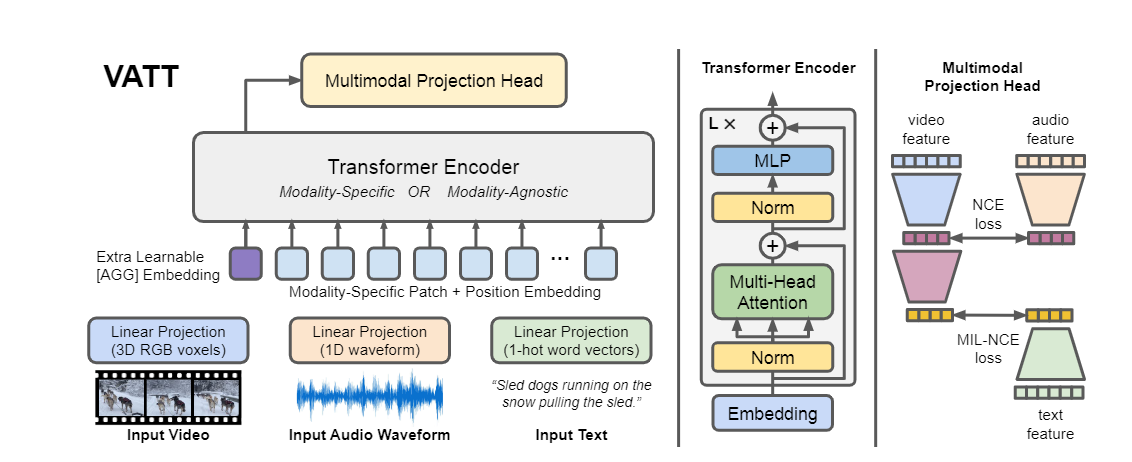 VATT
Multimodal Projection Head
Transformer Encoder
Modality-Specific OR Modality-Agnostic
Extra Learnable
[AGG] Embedding
...
Modality-Specific Patch + Position Embedding
Linear Projection
(3D RGB voxels)
Linear Projection
(1D waveform)
Linear Projection
(1-hot word vectors)
“Sled dogs running on the
snow pulling the sled.”
Input Video
Input Audio Waveform
Input Text
Transformer Encoder
L ×
+
MLP
Norm
+
Multi-Head
Attention
Norm
Embedding
Multimodal
Projection Head
video
feature
audio
feature
NCE
loss
MIL-NCE
loss
text
feature